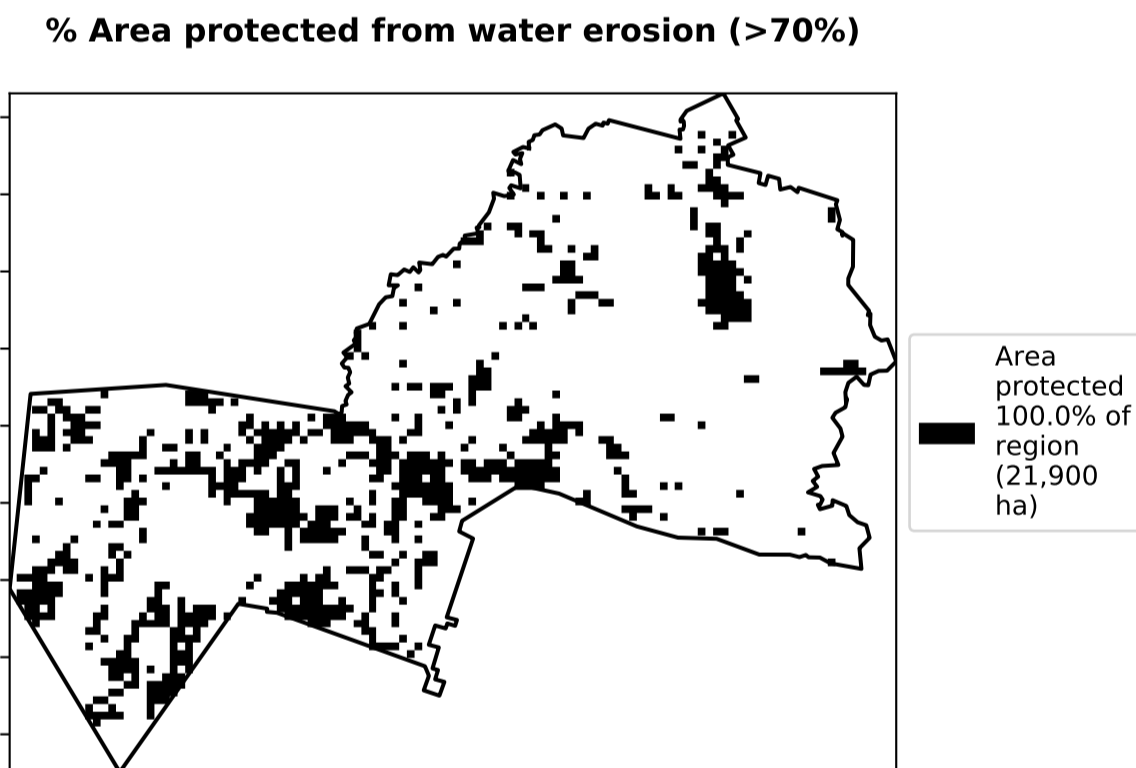 % Area protected from water erosion (>70%)
Area
protected
100.0% of
region
(21,900
ha)